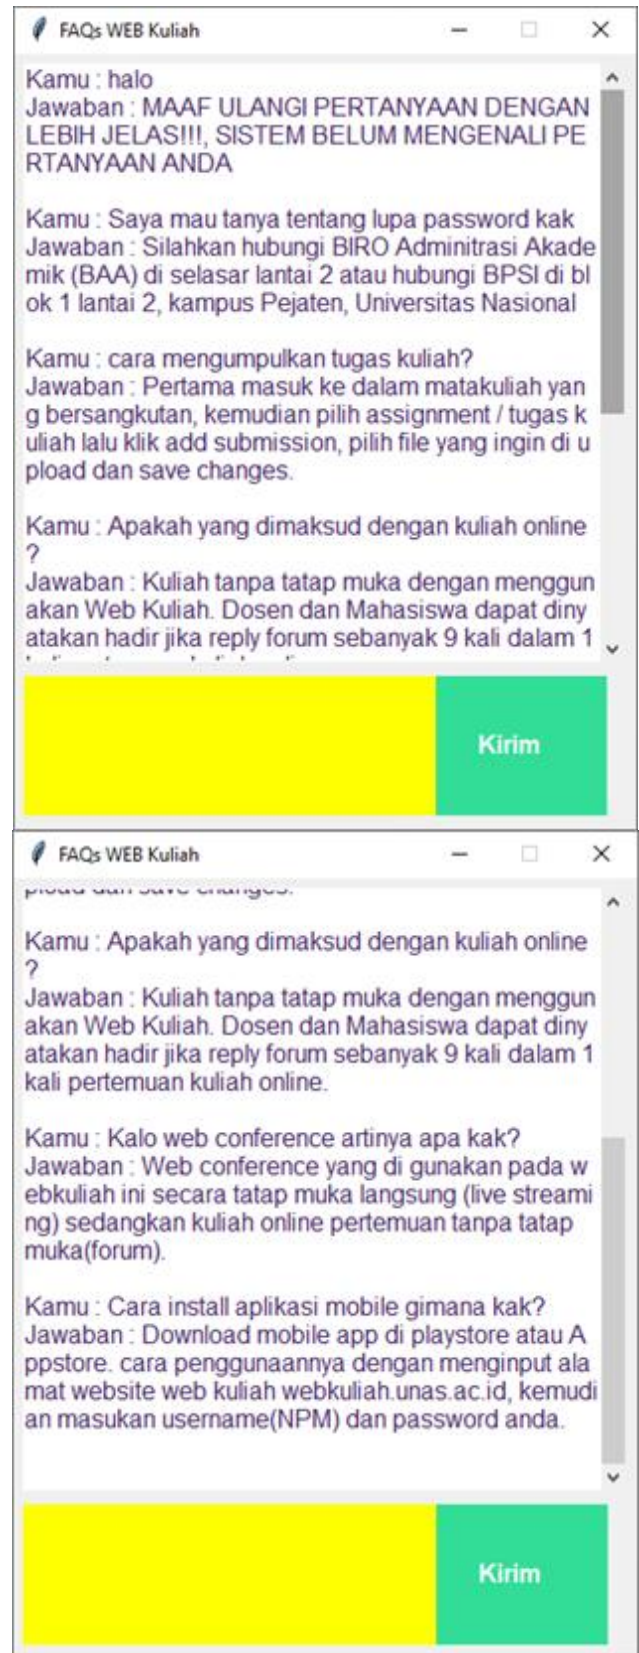 FAQs WEB Kuliah
Kamu : halo
Jawaban : MAAF ULANGI PERTANYAAN DENGAN
LEBIH JELAS!!!, SISTEM BELUM MENGENALI PE
RTANYAAN ANDA
Kamu : Saya mau tanya tentang lupa password kak
Jawaban : Silahkan hubungi BIRO Adminitrasi Akade
mik (BAA) di selasar lantai 2 atau hubungi BPSI di bl
ok 1 lantai 2, kampus Pejaten, Universitas Nasional
Kamu : cara mengumpulkan tugas kuliah?
Jawaban : Pertama masuk ke dalam matakuliah yan
g bersangkutan, kemudian pilih assignment / tugas k
uliah lalu klik add submission, pilih file yang ingin di u
pload dan save changes.
Kamu : Apakah yang dimaksud dengan kuliah online
?
Jawaban : Kuliah tanpa tatap muka dengan menggun
akan Web Kuliah. Dosen dan Mahasiswa dapat diny
atakan hadir jika reply forum sebanyak 9 kali dalam 1
Kirim
FAQs WEB Kuliah
pload dan save changes.
Kamu : Apakah yang dimaksud dengan kuliah online
?
Jawaban : Kuliah tanpa tatap muka dengan menggun
akan Web Kuliah. Dosen dan Mahasiswa dapat diny
atakan hadir jika reply forum sebanyak 9 kali dalam 1
kali pertemuan kuliah online.
Kamu : Kalo web conference artinya apa kak?
Jawaban : Web conference yang di gunakan pada w
ebkuliah ini secara tatap muka langsung (live streami
ng) sedangkan kuliah online pertemuan tanpa tatap
muka(forum).
Kamu : Cara install aplikasi mobile gimana kak?
Jawaban : Download mobile app di playstore atau A
ppstore. cara penggunaannya dengan menginput ala
mat website web kuliah webkuliah.unas.ac.id, kemudi
an masukan username(NPM) dan password anda.
Kirim